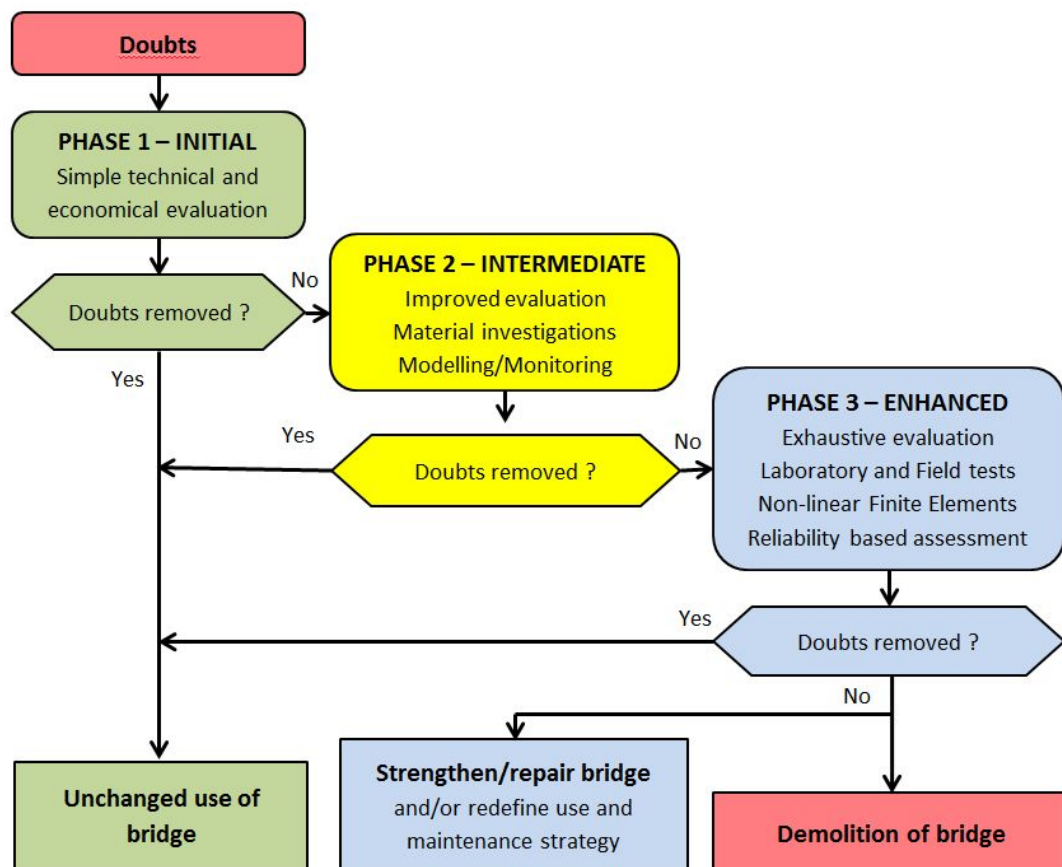 Doubts
PHASE 1 – INITIAL
Simple technical and
economical evaluation
Doubts removed ?
No
Yes
PHASE 2 – INTERMEDIATE
Improved evaluation
Material investigations
Modelling/Monitoring
Doubts removed ?
Yes
No
PHASE 3 – ENHANCED
Exhaustive evaluation
Laboratory and Field tests
Non-linear Finite Elements
Reliability based assessment
Doubts removed ?
Yes
No
Unchanged use of
bridge
Strengthen/repair bridge
and/or redefine use and
maintenance strategy
Demolition of bridge